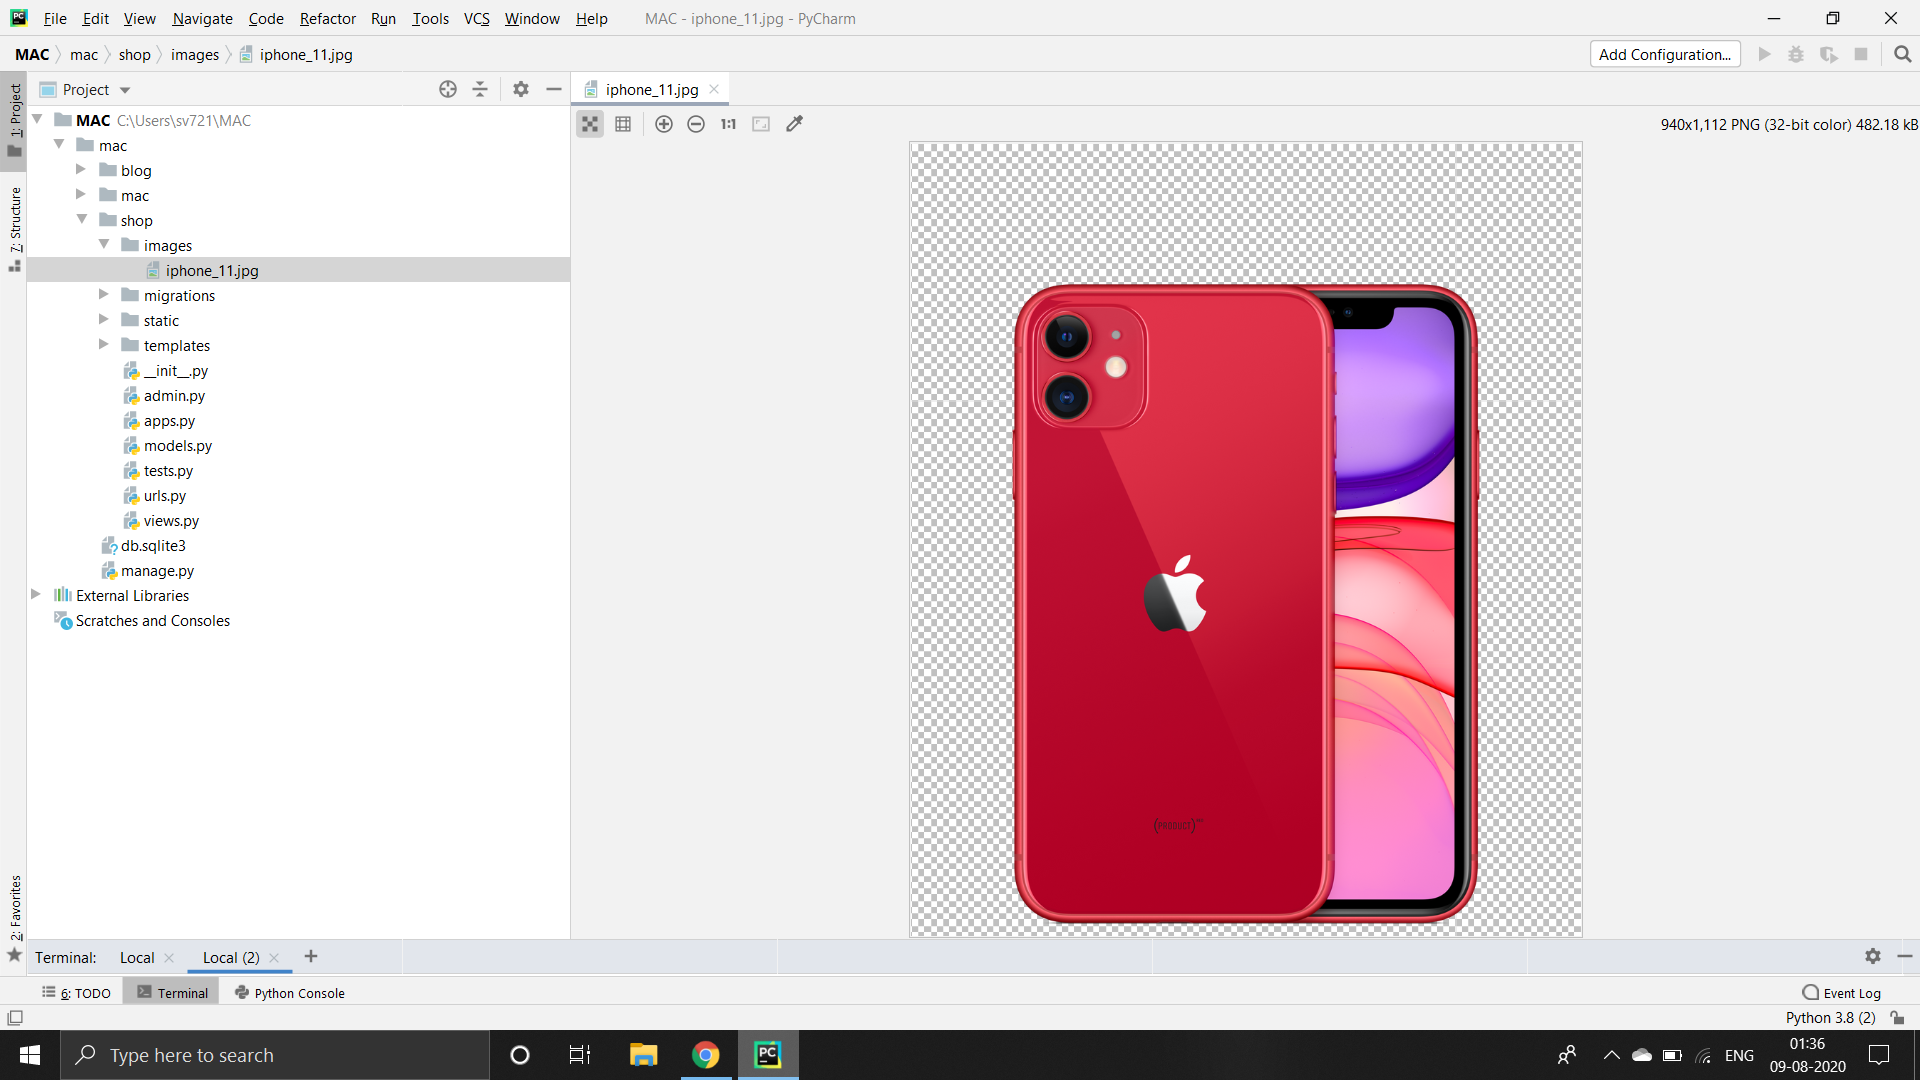 File Edit View Navigate Code Refactor Run Tools VCS Window Help MAC - iphone_11.jpg - PyCharm
MAC mac shop images iphone_11.jpg Add Configuration...
1: Project
7: Structure
2: Favorites
Project
MAC C:\Users\sv721\MAC
mac
blog
mac
shop
images
iphone_11.jpg
migrations
static
templates
__init__.py
admin.py
apps.py
models.py
tests.py
urls.py
views.py
db.sqlite3
manage.py
External Libraries
Scratches and Consoles
iphone_11.jpg
1:1 940x1,112 PNG (32-bit color) 482.18 kB
(PRODUCT)
Terminal: Local Local (2)
6: TODO Terminal Python Console Event Log
Python 3.8 (2)
Type here to search
PC
ENG 01:36
09-08-2020